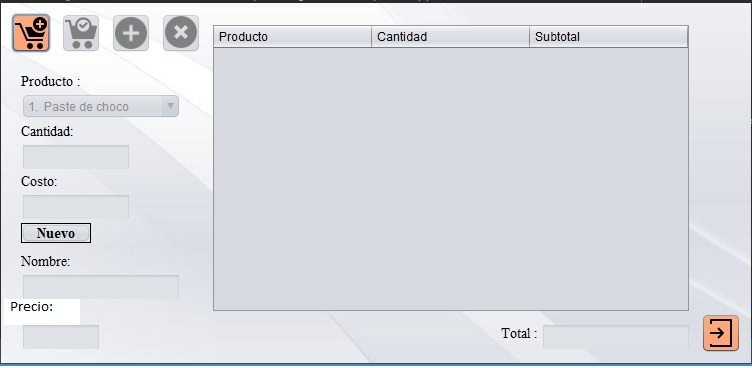 Producto Cantidad Subtotal
Producto :
1. Paste de choco
Cantidad:
Costo:
Nuevo
Nombre:
Precio:
Total :